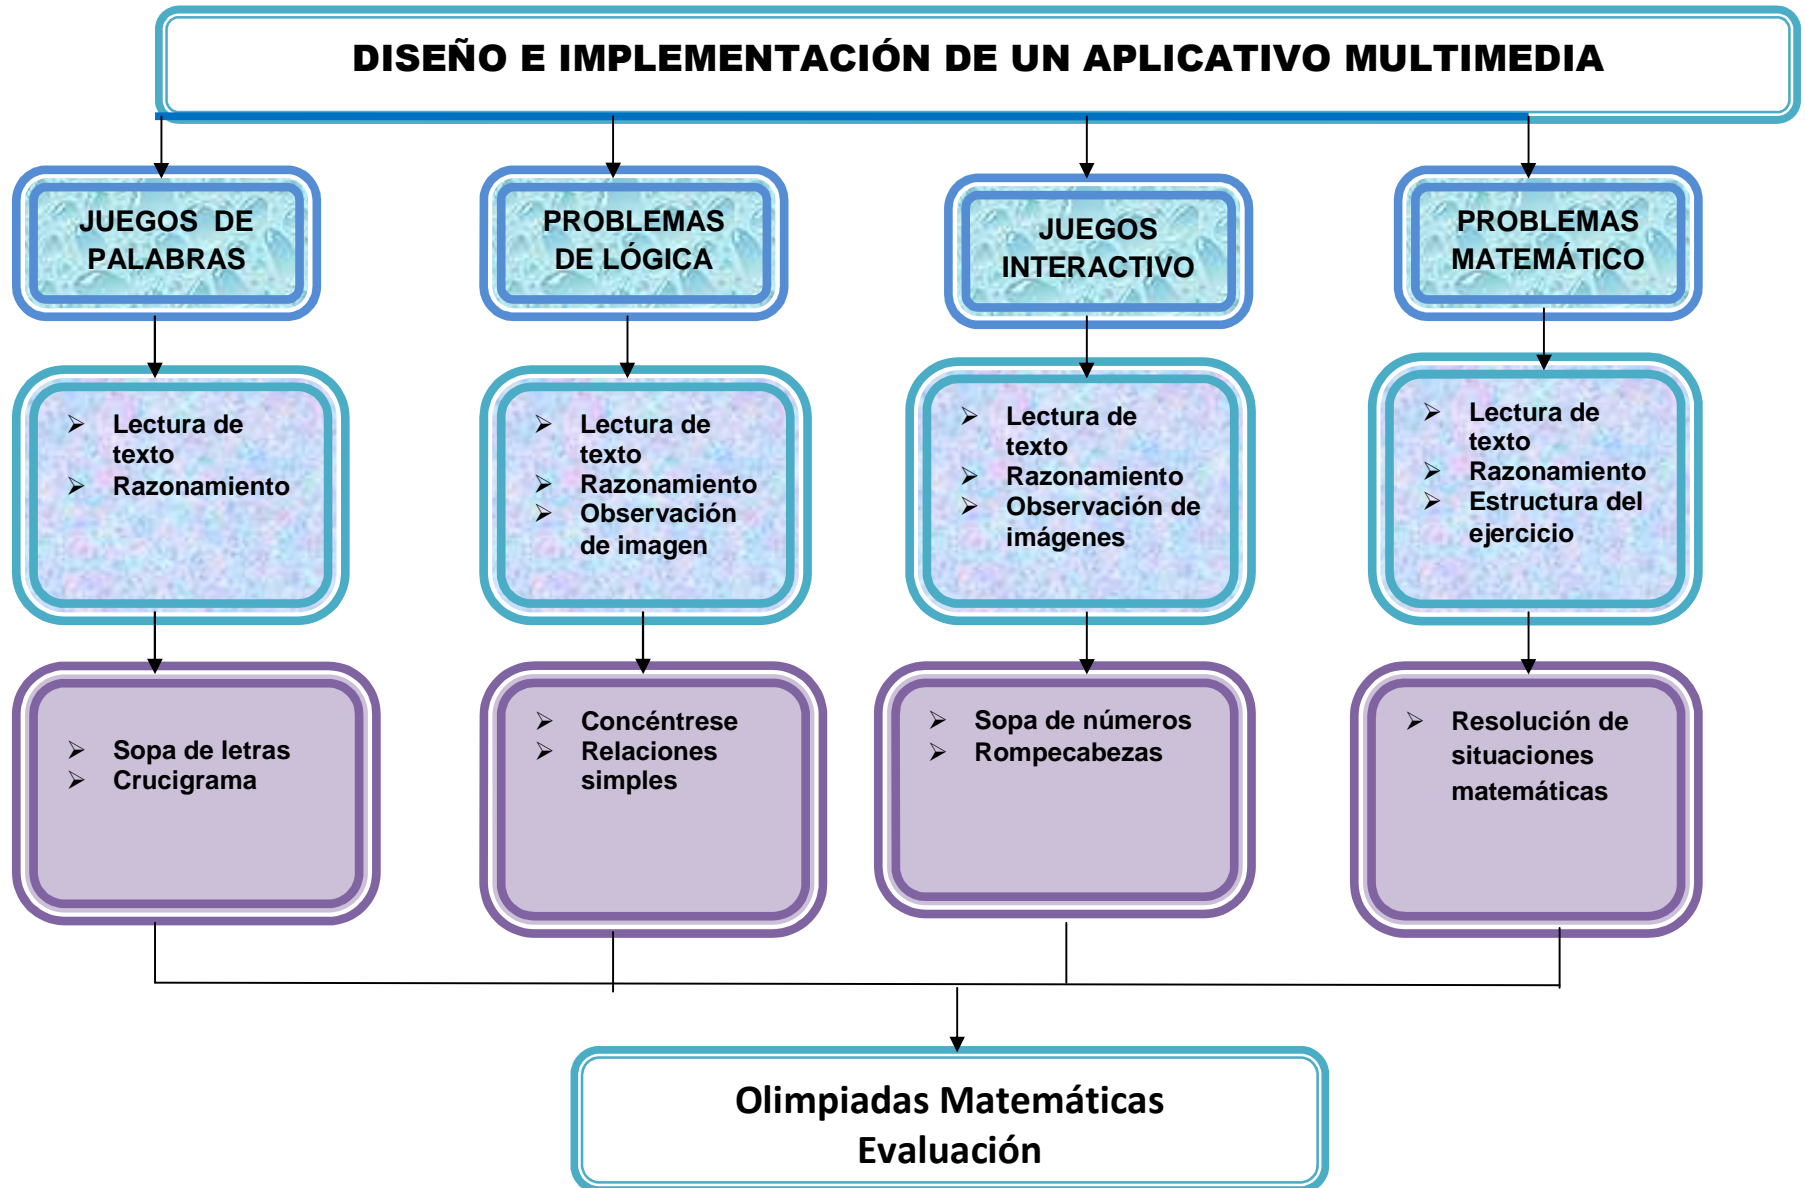 DISEÑO E IMPLEMENTACIÓN DE UN APLICATIVO MULTIMEDIA
JUEGOS DE
PALABRAS
PROBLEMAS
DE LÓGICA
JUEGOS
INTERACTIVO
PROBLEMAS
MATEMÁTICO
➢ Lectura de
texto
➢ Razonamiento
➢ Lectura de
texto
➢ Razonamiento
➢ Observación
de imagen
➢ Lectura de
texto
➢ Razonamiento
➢ Observación de
imágenes
➢ Lectura de
texto
➢ Razonamiento
➢ Estructura del
ejercicio
➢ Sopa de letras
➢ Crucigrama
➢ Concéntrese
➢ Relaciones
simples
➢ Sopa de números
➢ Rompecabezas
➢ Resolución de
situaciones
matemáticas
Olimpiadas Matemáticas
Evaluación